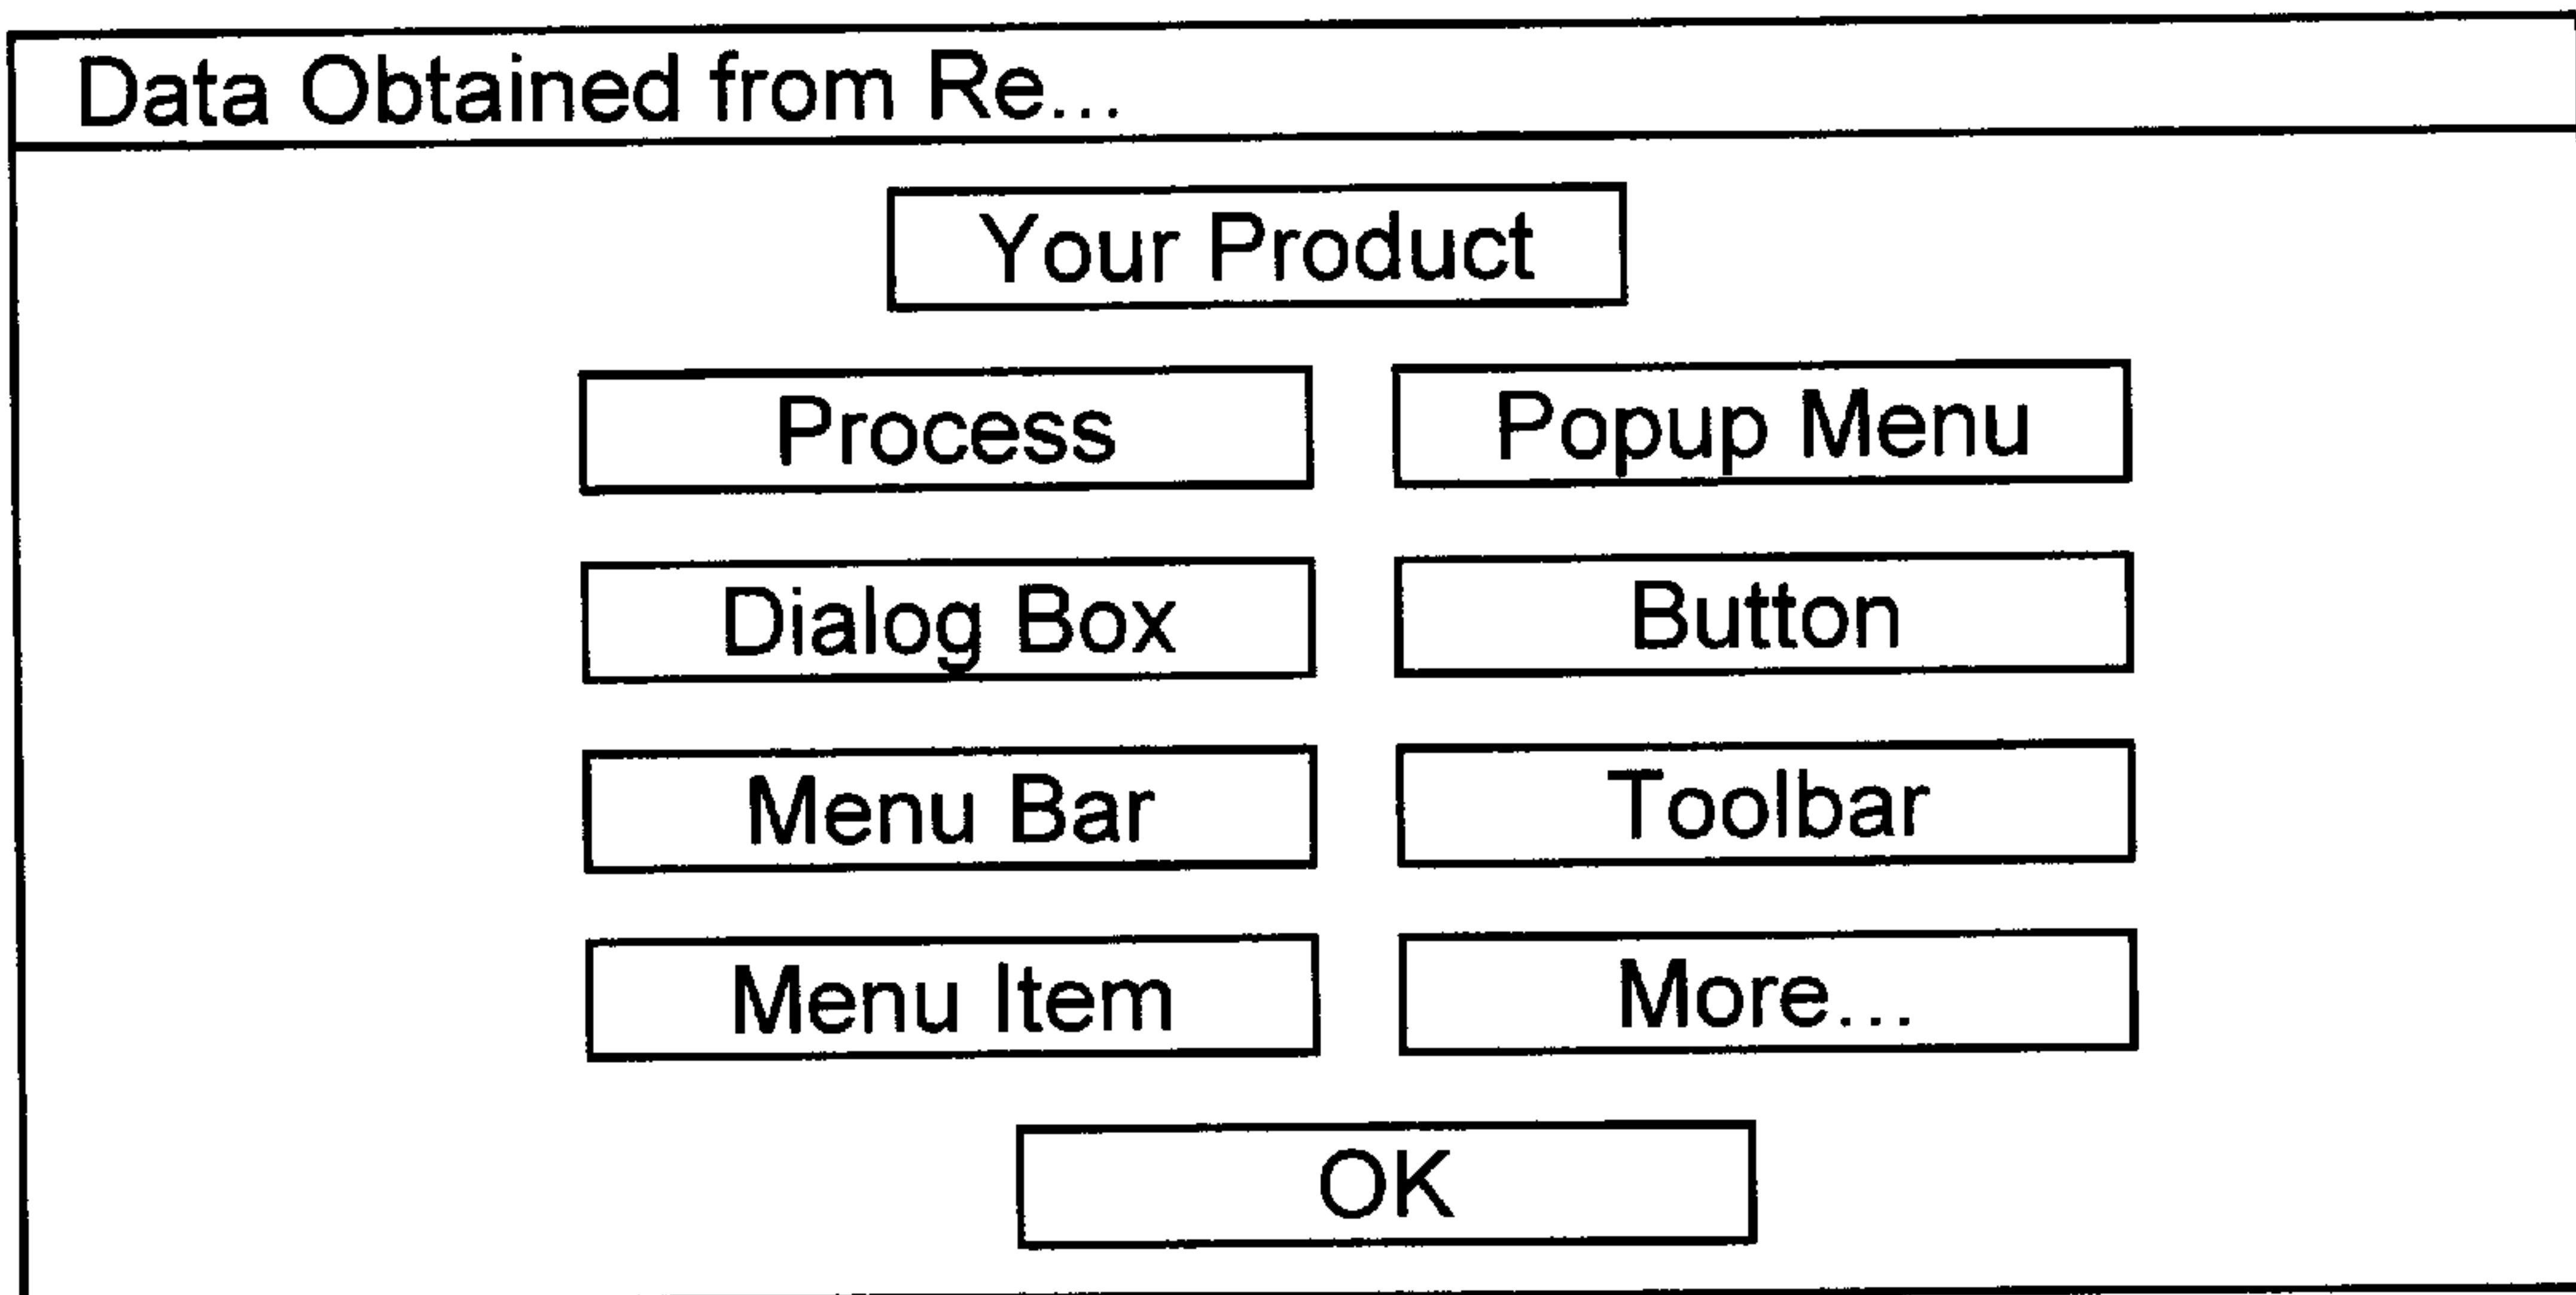 Data Obtained from Re...
Your Product
Process
Popup Menu
Dialog Box
Button
Menu Bar
Toolbar
Menu Item
More...
OK